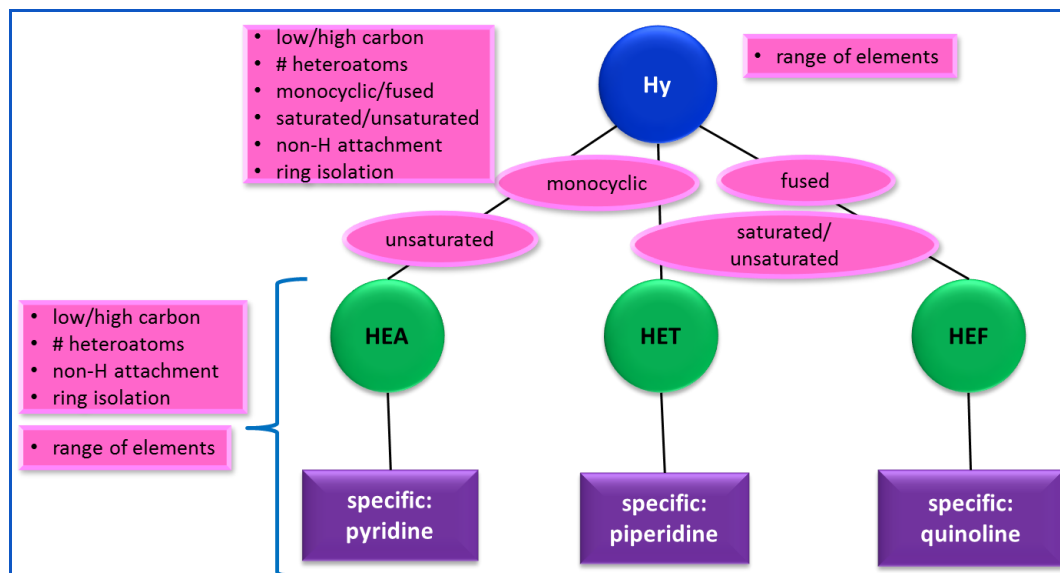 • low/high carbon
• # heteroatoms
• monocyclic/fused
• saturated/unsaturated
• non-H attachment
• ring isolation
• range of elements
Hy
monocyclic
fused
unsaturated
saturated/
unsaturated
• low/high carbon
• # heteroatoms
• non-H attachment
• ring isolation
• range of elements
HEA
HET
HEF
specific:
pyridine
specific:
piperidine
specific:
quinoline